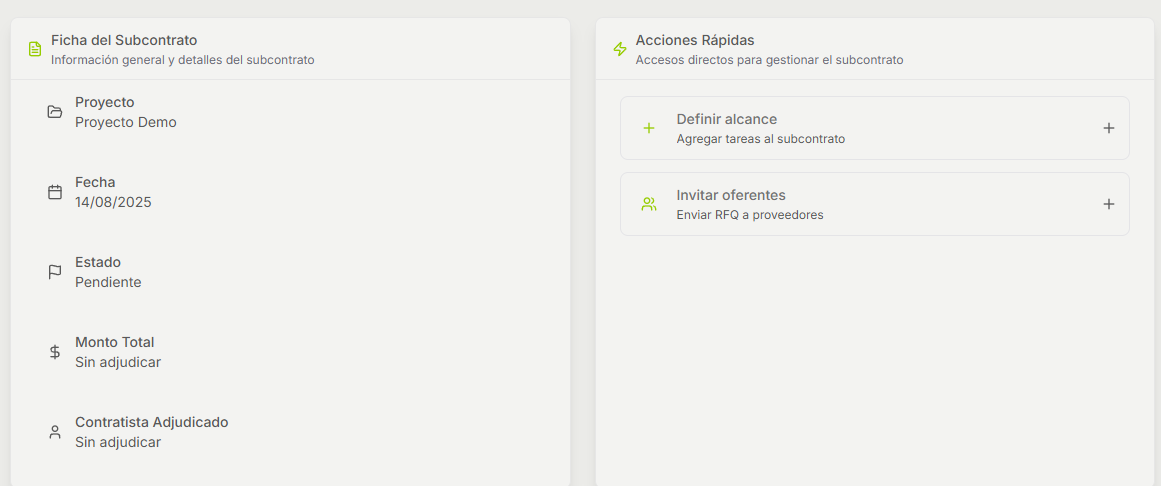 Ficha del Subcontrato
Información general y detalles del subcontrato
Proyecto
Proyecto Demo
Fecha
14/08/2025
Estado
Pendiente
Monto Total
Sin adjudicar
Contratista Adjudicado
Sin adjudicar
Acciones Rápidas
Accesos directos para gestionar el subcontrato
Definir alcance
Agregar tareas al subcontrato
Invitar oferentes
Enviar RFQ a proveedores